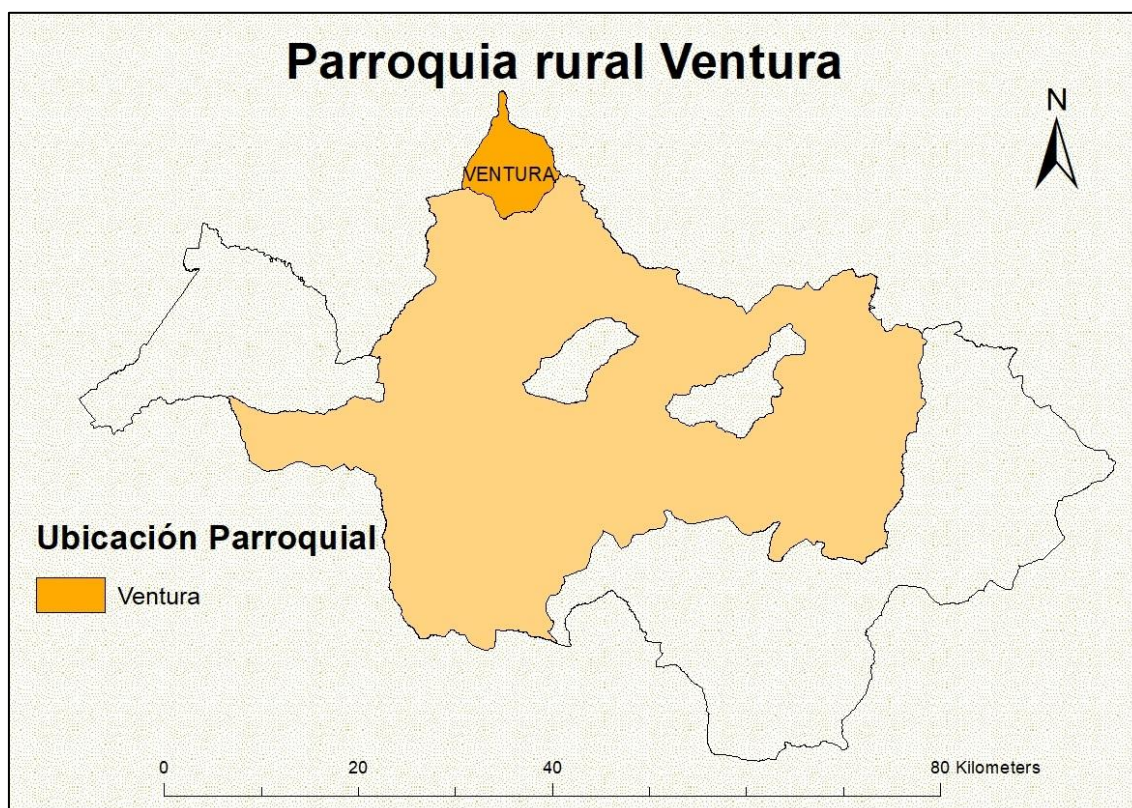 Parroquia rural Ventura
N
VENTURA
Ubicación Parroquial
Ventura
0 20 40 80 Kilometers